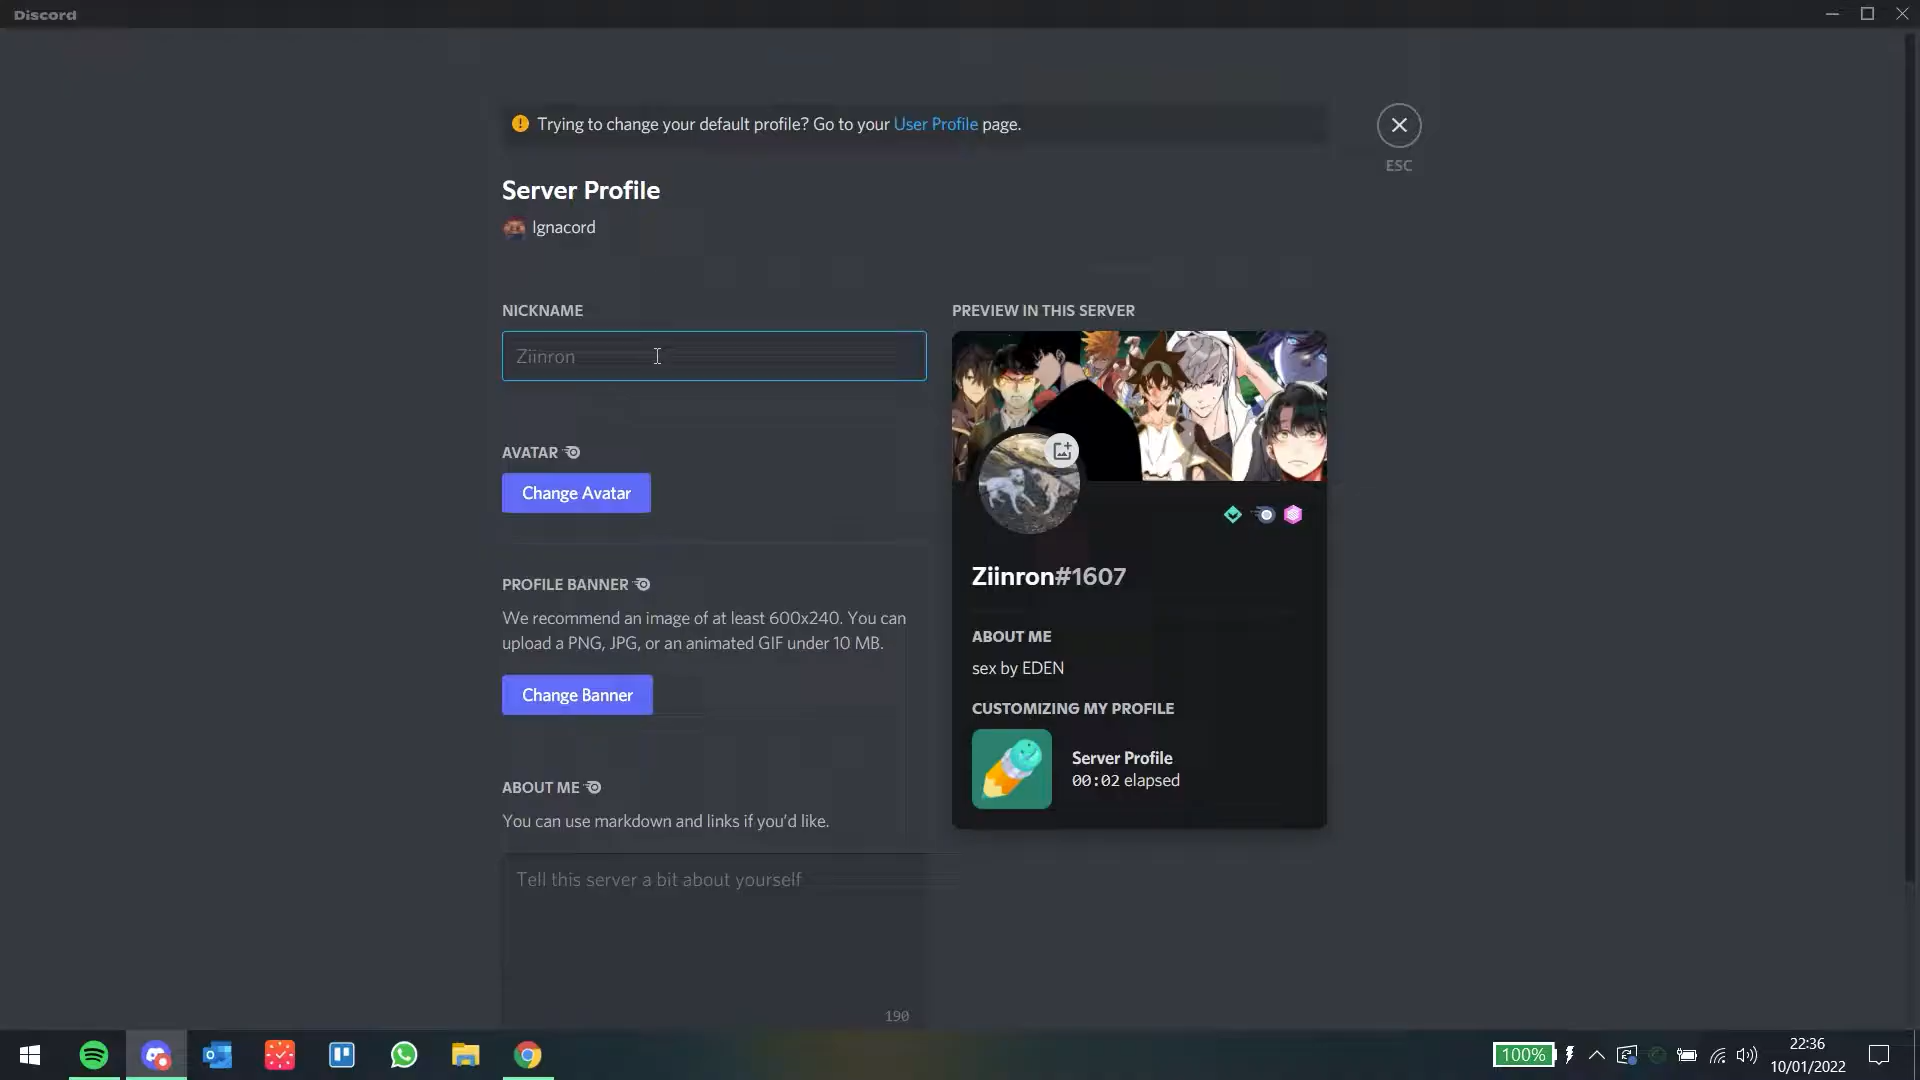 Discord
Trying to change your default profile? Go to your User Profile page.
ESC
Server Profile
Ignacord
NICKNAME
Ziinron
AVATAR
Change Avatar
PROFILE BANNER
We recommend an image of at least 600x240. You can
upload a PNG, JPG, or an animated GIF under 10 MB.
Change Banner
ABOUT ME
You can use markdown and links if you'd like.
Tell this server a bit about yourself
190
PREVIEW IN THIS SERVER
Ziinron#1607
ABOUT ME
sex by EDEN
CUSTOMIZING MY PROFILE
Server Profile
00:02 elapsed
100%
22:36
10/01/2022